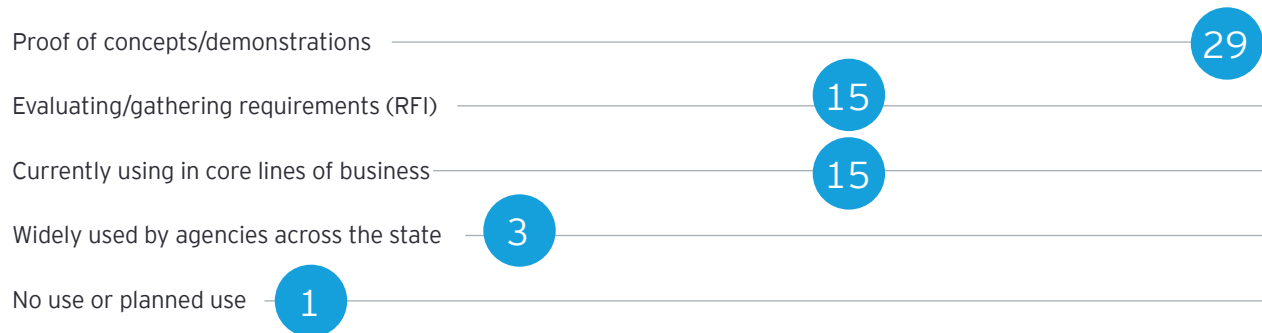 Proof of concepts/demonstrations 29
Evaluating/gathering requirements (RFI) 15
Currently using in core lines of business 15
Widely used by agencies across the state 3
No use or planned use 1